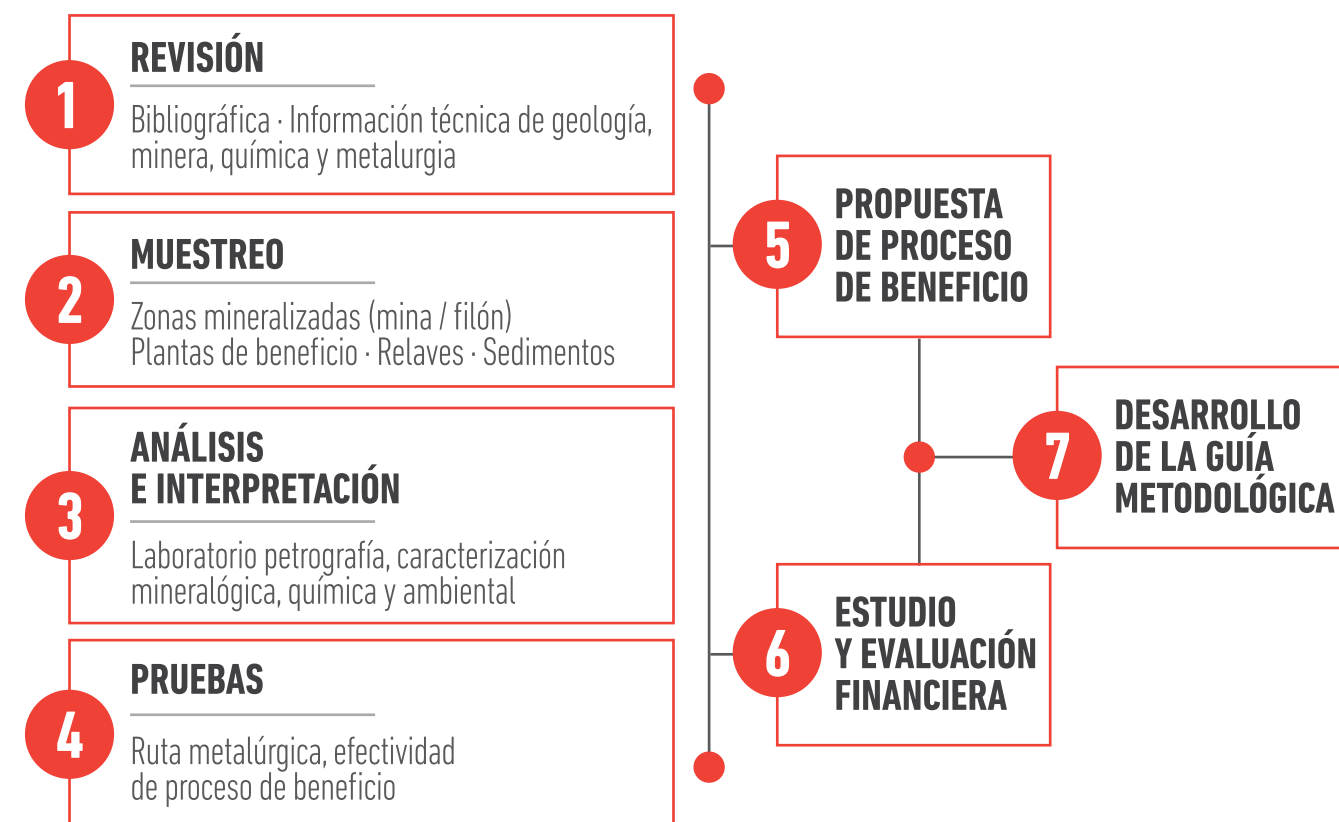 1
REVISIÓN
Bibliográfica · Información técnica de geología,
minera, química y metalurgia
2
MUESTREO
Zonas mineralizadas (mina / filón)
Plantas de beneficio · Relaves · Sedimentos
3
ANÁLISIS
E INTERPRETACIÓN
Laboratorio petrografía, caracterización
mineralógica, química y ambiental
4
PRUEBAS
Ruta metalúrgica, efectividad
de proceso de beneficio
5
PROPUESTA
DE PROCESO
DE BENEFICIO
6
ESTUDIO
Y EVALUACIÓN
FINANCIERA
7
DESARROLLO
DE LA GUÍA
METODOLÓGICA